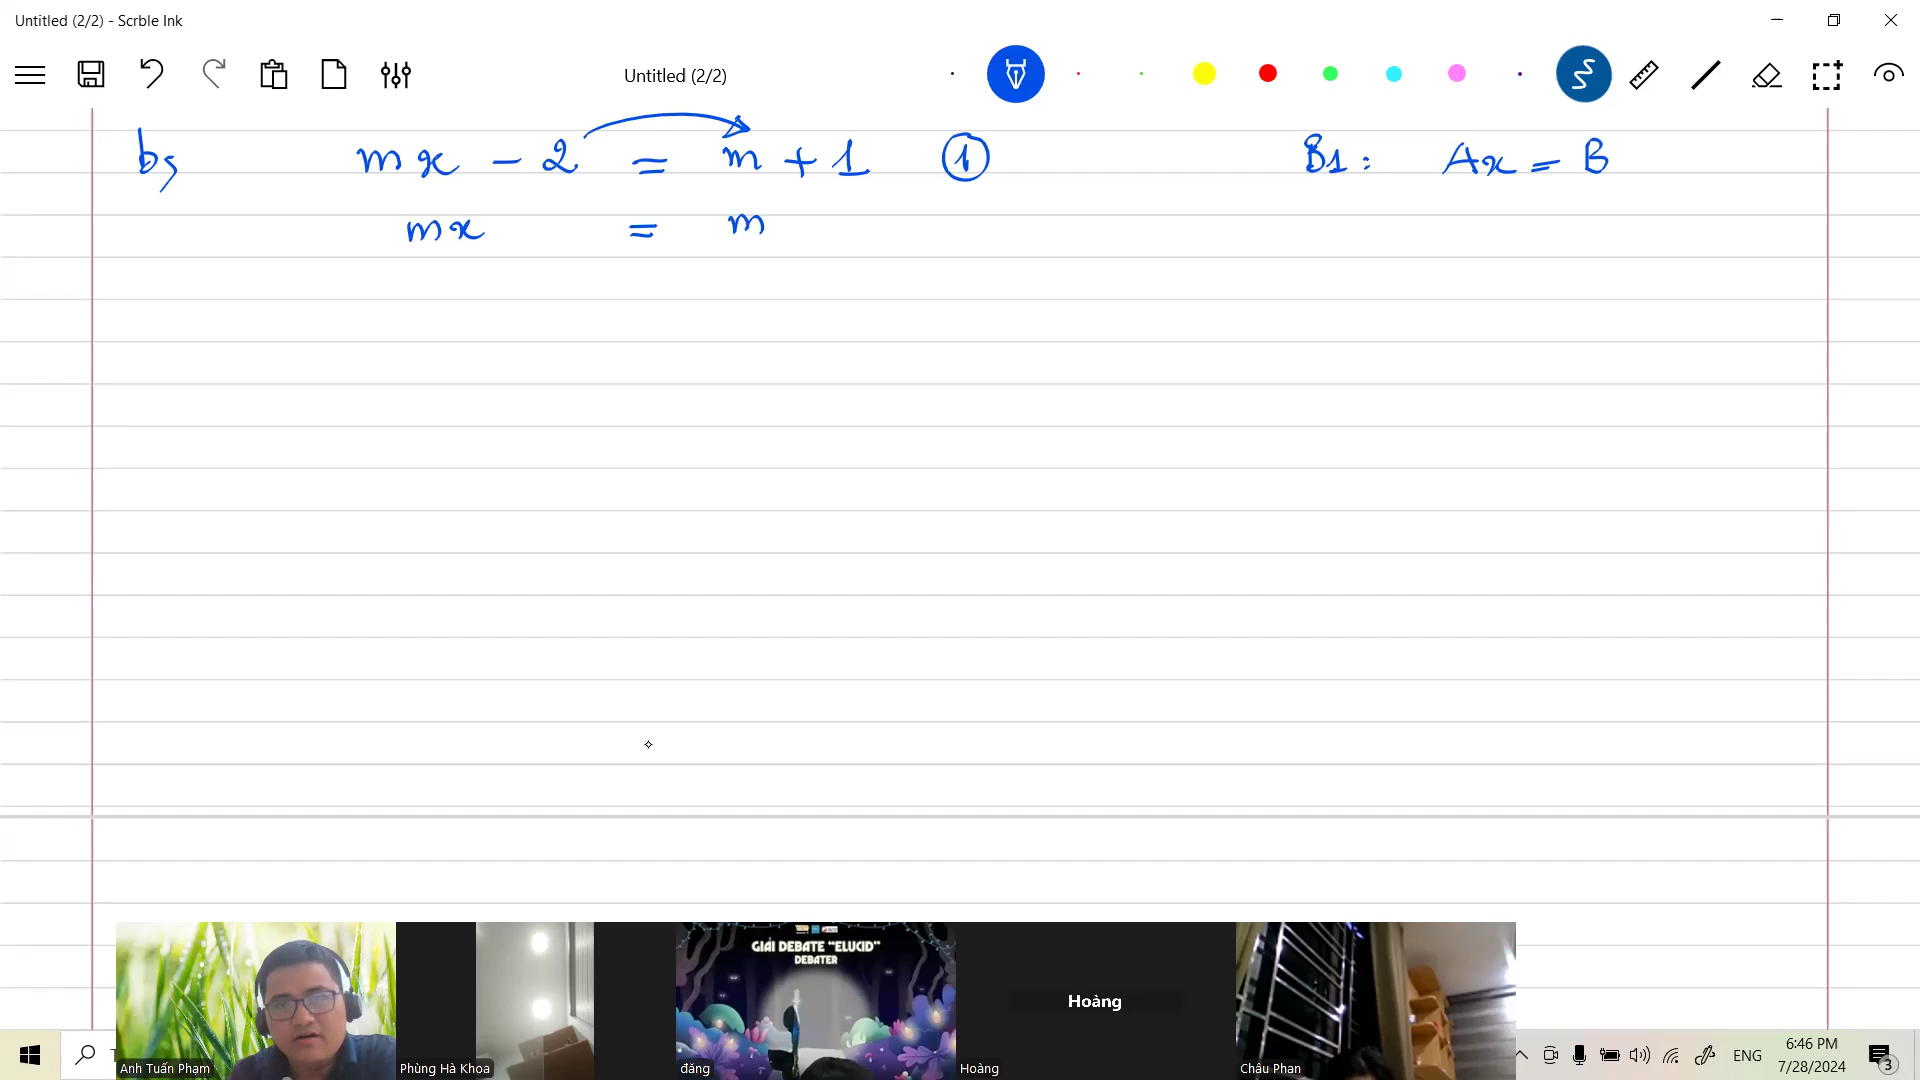 Untitled (2/2) - Scrble Ink
Untitled (2/2)
b, mx - 2 = m + 1 ① B1: Ax = B
mx = m
GIẢI DEBATE "ELUCID"
DEBATER
Hoàng
Anh Tuấn Phạm
Phùng Hà Khoa
đăng
Hoàng
Châu Phan
ENG
6:46 PM
7/28/2024
3